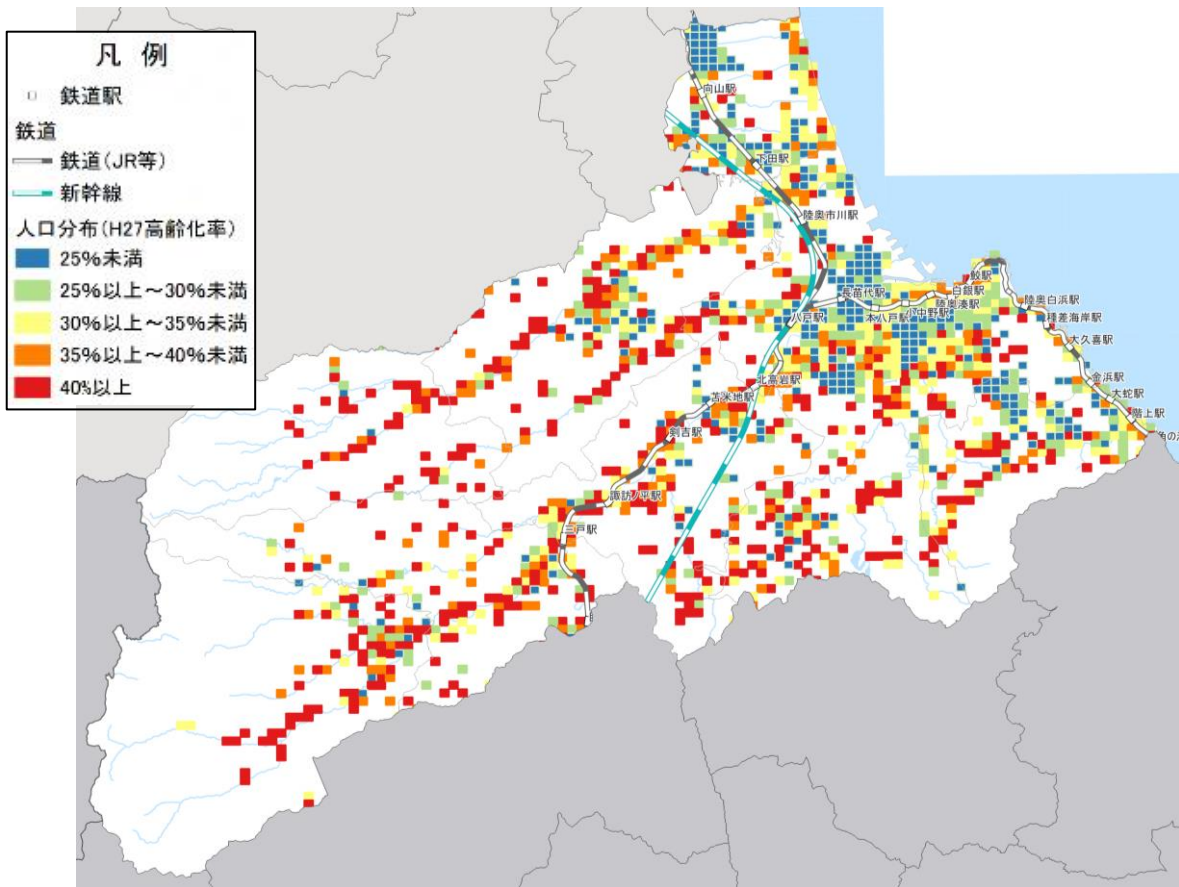 凡 例
鉄道駅
鉄道
鉄道(JR等)
新幹線
人口分布(H27高齢化率)
25%未満
25%以上～30%未満
30%以上～35%未満
35%以上～40%未満
40%以上
向山駅
下田駅
陸奥市川駅
鮫駅
白銀駅
長苗代駅
陸奥湊駅
陸奥白浜駅
八戸駅
本八戸駅
小中野駅
種差海岸駅
大久喜駅
北高岩駅
金浜駅
苫米地駅
大蛇駅
階上駅
剣吉駅
諏訪ノ平駅
三戸駅